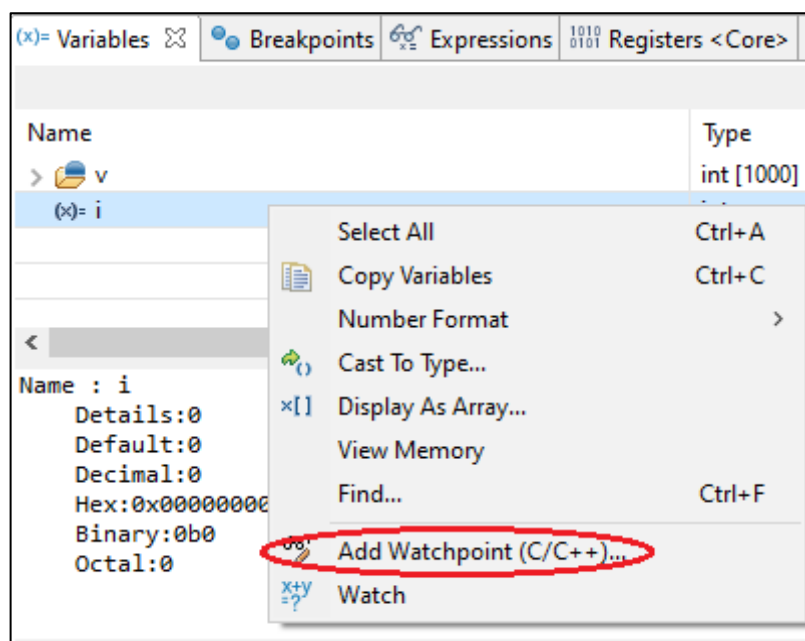 (x)= Variables Breakpoints Expressions 1010 0101 Registers <Core>
Name Type
> v int [1000]
(x)= i
Select All Ctrl+A
Copy Variables Ctrl+C
Number Format >
< Cast To Type...
Name : i
Details:0 ×[] Display As Array...
Default:0
Decimal:0 View Memory
Hex:0x00000000 Find... Ctrl+F
Binary:0b0
Octal:0 Add Watchpoint (C/C++)...
x+y =? Watch